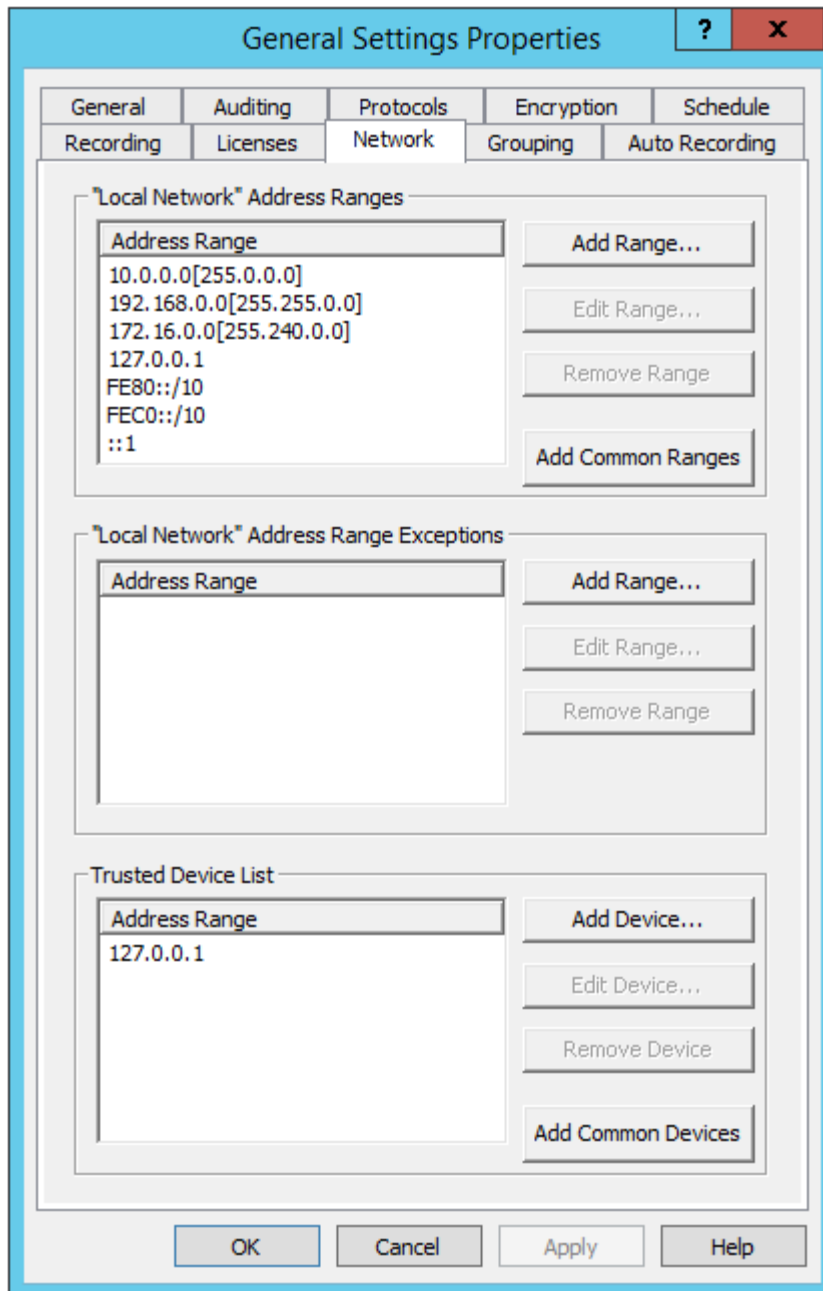 General Settings Properties
?
x
General
Auditing
Protocols
Encryption
Schedule
Recording
Licenses
Network
Grouping
Auto Recording
"Local Network" Address Ranges
Address Range
10.0.0.0[255.0.0.0]
192.168.0.0[255.255.0.0]
172.16.0.0[255.240.0.0]
127.0.0.1
FE80::/10
FEC0::/10
::1
Add Range...
Edit Range...
Remove Range
Add Common Ranges
"Local Network" Address Range Exceptions
Address Range
Add Range...
Edit Range...
Remove Range
Trusted Device List
Address Range
127.0.0.1
Add Device...
Edit Device...
Remove Device
Add Common Devices
OK
Cancel
Apply
Help